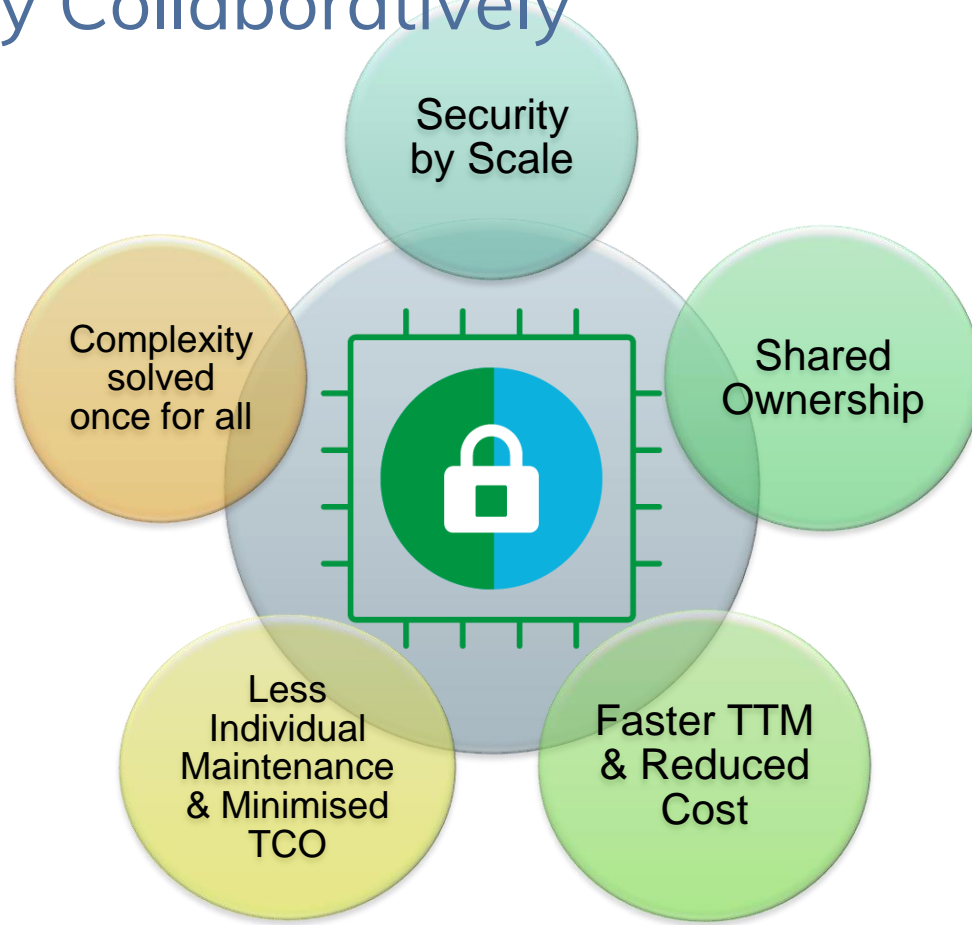 y Collaboratively
Security
by Scale
Complexity
solved
once for all
Shared
Ownership
Less
Individual
Maintenance
& Minimised
TCO
Faster TTM
& Reduced
Cost